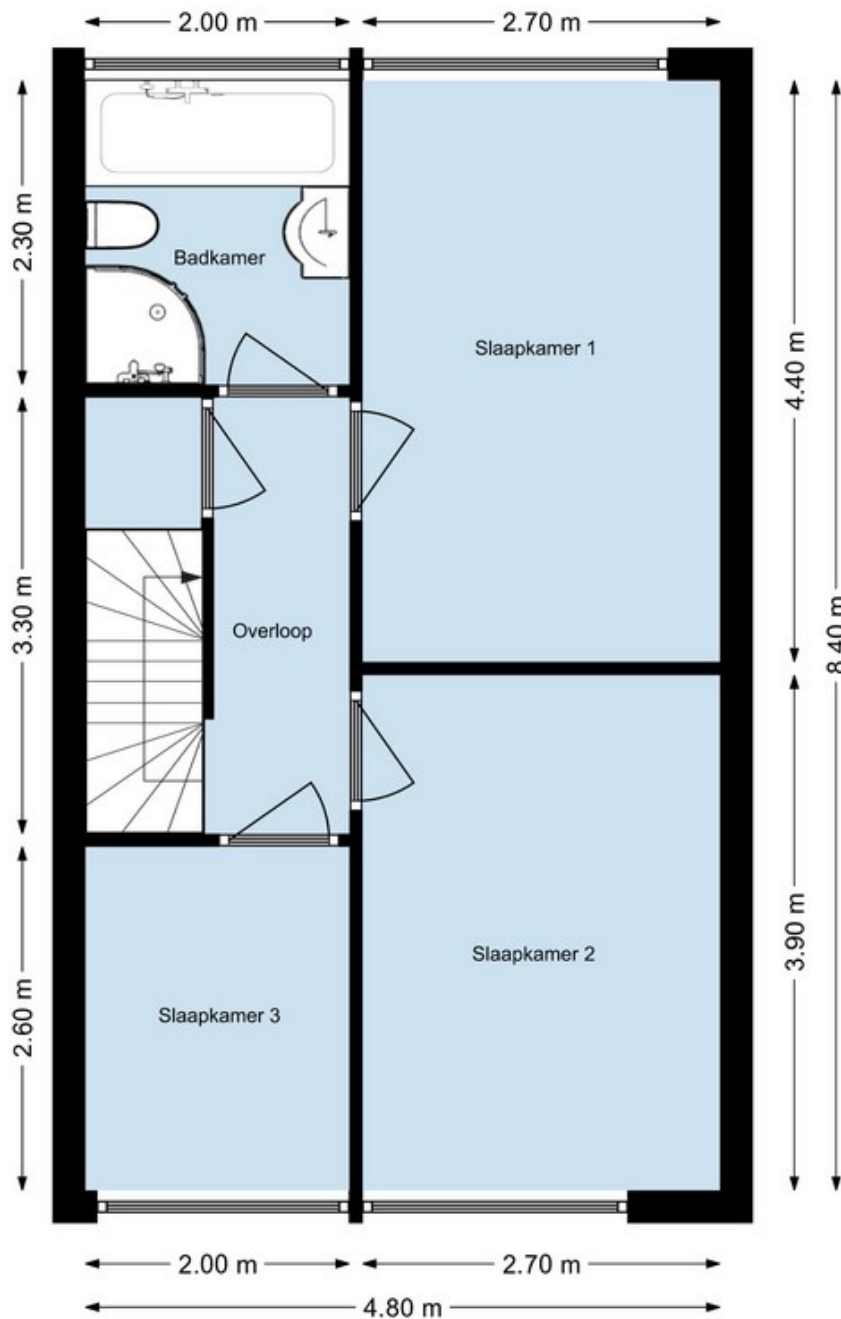 2.00 m
2.70 m
2.30 m
Badkamer
Slaapkamer 1
4.40 m
3.30 m
Overloop
8.40 m
3.90 m
Slaapkamer 2
2.60 m
Slaapkamer 3
2.00 m
2.70 m
4.80 m